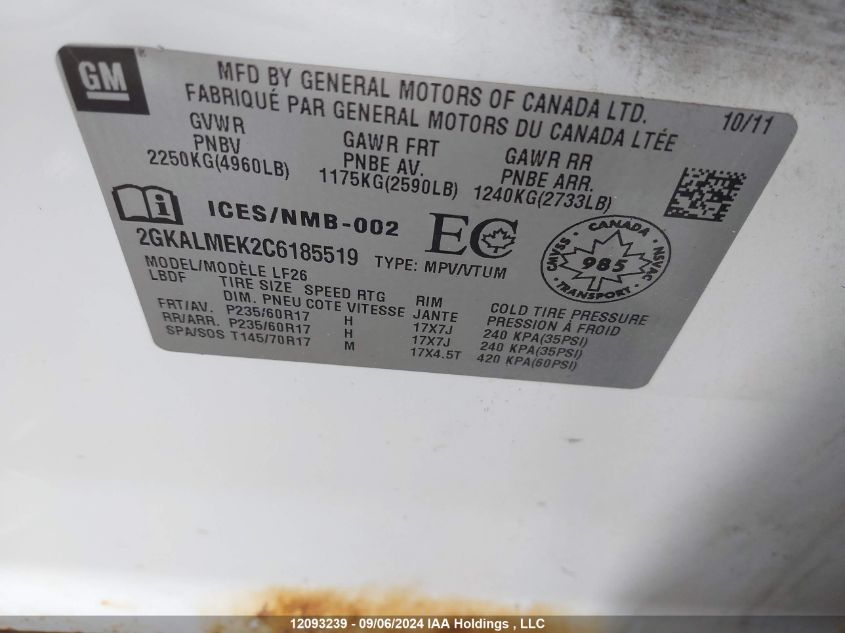 GM
MFD BY GENERAL MOTORS OF CANADA LTD. 10/11
FABRIQUÉ PAR GENERAL MOTORS DU CANADA LTÉE
GVWR GAWR FRT GAWR RR
PNBV PNBE AV. PNBE ARR.
2250KG(4960LB) 1175KG(2590LB) 1240KG(2733LB)
i ICES/NMB-002 EC
2GKALMEK2C6185519 TYPE: MPV/VTUM
CANADA
CMVSS 985 NSVAC
TRANSPORT
MODEL/MODÈLE LF26
LBDF TIRE SIZE SPEED RTG RIM COLD TIRE PRESSURE
DIM. PNEU COTE VITESSE JANTE PRESSION À FROID
FRT/AV. P235/60R17 H 17X7J 240 KPA(35PSI)
RR/ARR. P235/60R17 H 17X7J 240 KPA(35PSI)
SPA/SOS T145/70R17 M 17X4.5T 420 KPA(60PSI)
12093239 - 09/06/2024 IAA Holdings , LLC